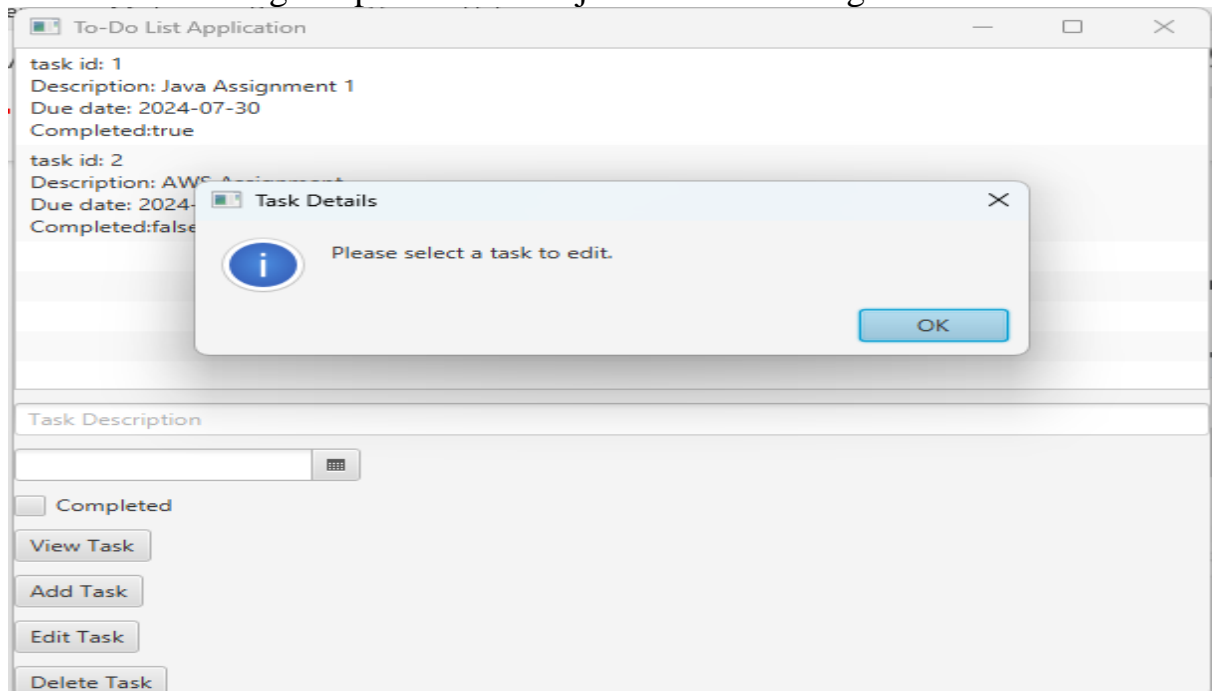 To-Do List Application
task id: 1
Description: Java Assignment 1
Due date: 2024-07-30
Completed:true
task id: 2
Description: AWS Assignment
Due date: 2024-
Completed:false
Task Details
Please select a task to edit.
OK
Task Description
Completed
View Task
Add Task
Edit Task
Delete Task